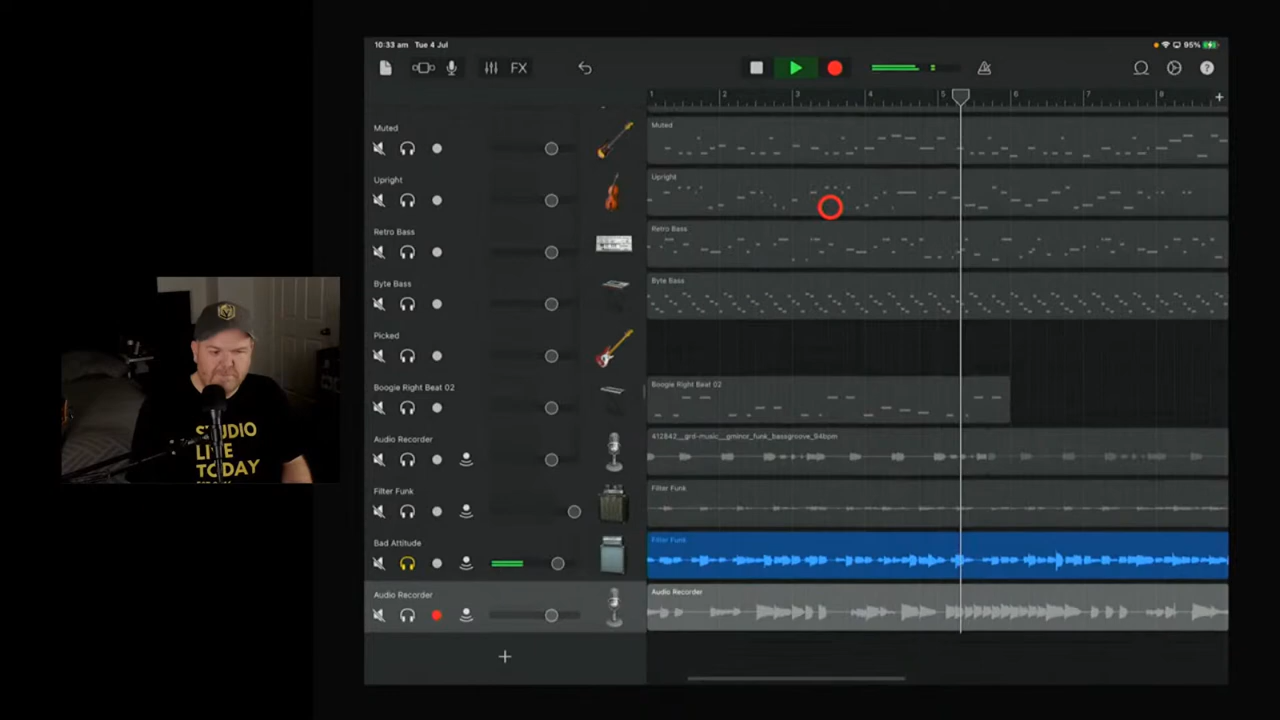 10:33 am Tue 4 Jul
95%
FX
1 2 3 4 5 6 7 8 +
Muted
Muted
Upright
Upright
Retro Bass
Retro Bass
Byte Bass
Byte Bass
Picked
Boogie Right Beat 02
Boogie Right Beat 02
Audio Recorder
412842__grd-music__gminor_funk_bassgroove_94bpm
Filter Funk
Filter Funk
Bad Attitude
Filter Funk
Audio Recorder
Audio Recorder
+
STUDIO
LIVE
TODAY